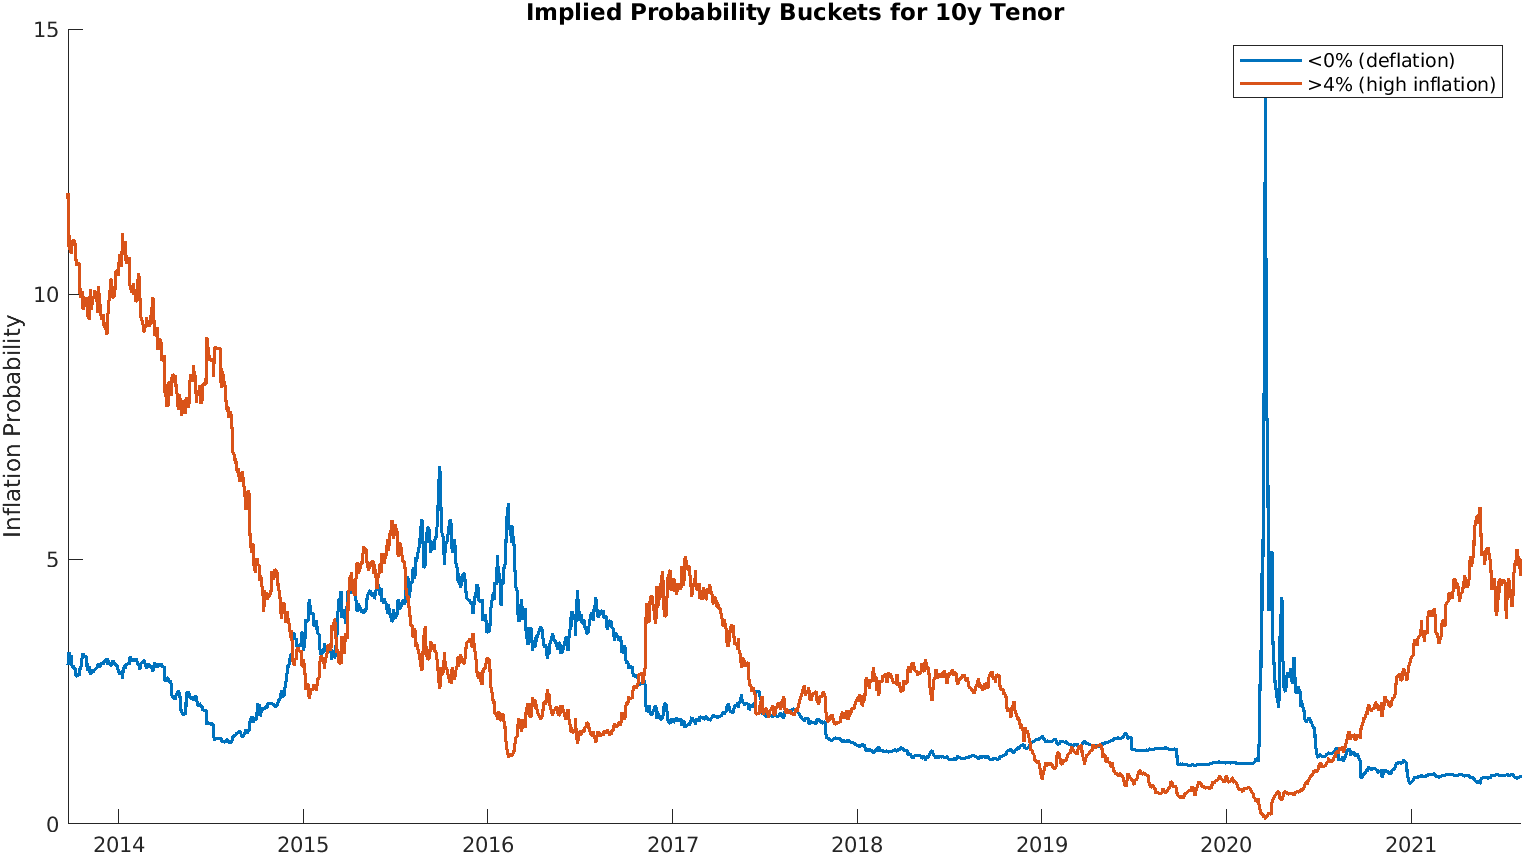 Implied Probability Buckets for 10y Tenor
15
<0% (deflation)
>4% (high inflation)
10
Inflation Probability
5
0
2014 2015 2016 2017 2018 2019 2020 2021